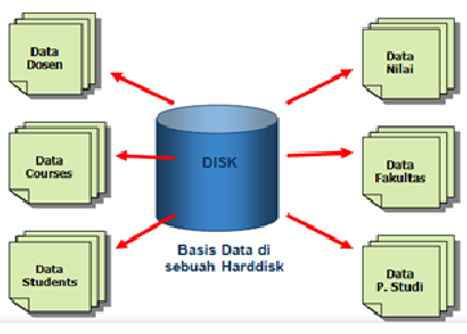 Data
Dosen
Data
Nilai
DISK
Data
Courses
Data
Fakultas
Basis Data di
sebuah Harddisk
Data
Students
Data
P. Studi